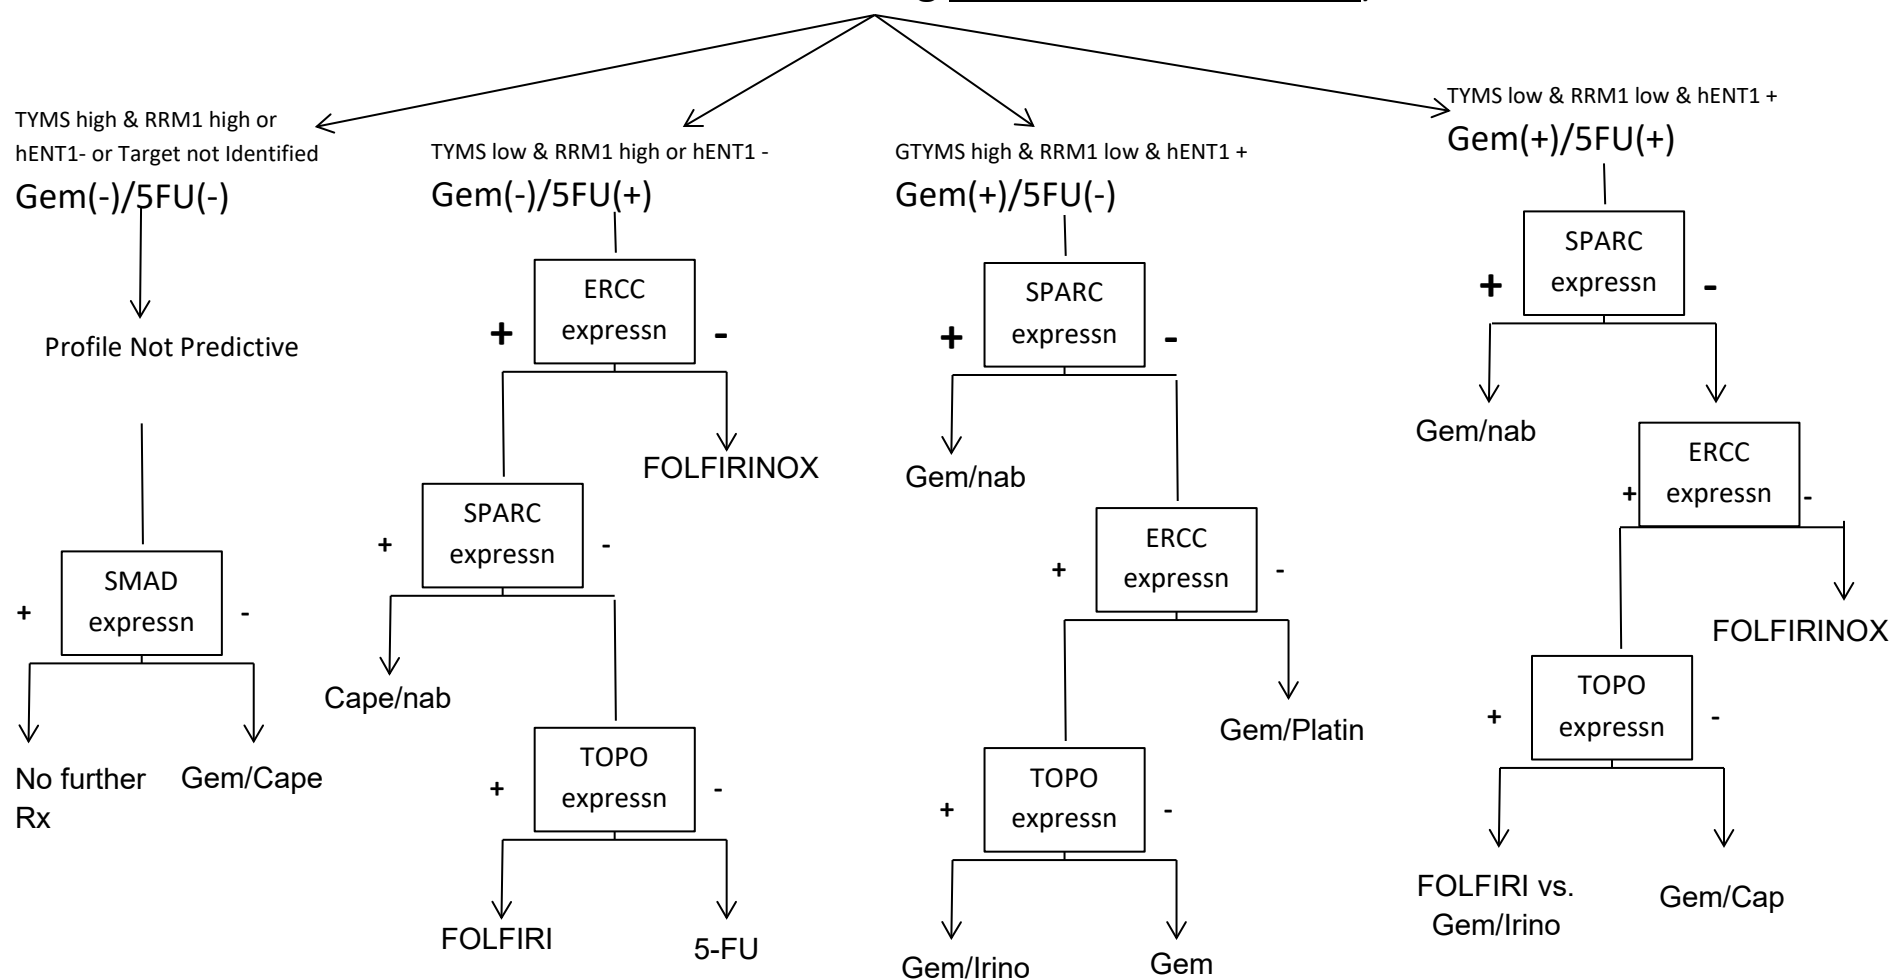 TYMS high & RRM1 high or
hENT1- or Target not Identified
Gem(-)/5FU(-)
Profile Not Predictive
SMAD
expressn
+
-
No further
Rx
Gem/Cape
TYMS low & RRM1 high or hENT1 -
Gem(-)/5FU(+)
ERCC
expressn
+
-
FOLFIRINOX
SPARC
expressn
+
-
Cape/nab
TOPO
expressn
+
-
FOLFIRI
5-FU
GTYMS high & RRM1 low & hENT1 +
Gem(+)/5FU(-)
SPARC
expressn
+
-
Gem/nab
ERCC
expressn
+
-
Gem/Platin
TOPO
expressn
+
-
Gem/Irino
Gem
TYMS low & RRM1 low & hENT1 +
Gem(+)/5FU(+)
SPARC
expressn
+
-
Gem/nab
ERCC
expressn
+
-
FOLFIRINOX
TOPO
expressn
+
-
FOLFIRI vs.
Gem/Irino
Gem/Cap